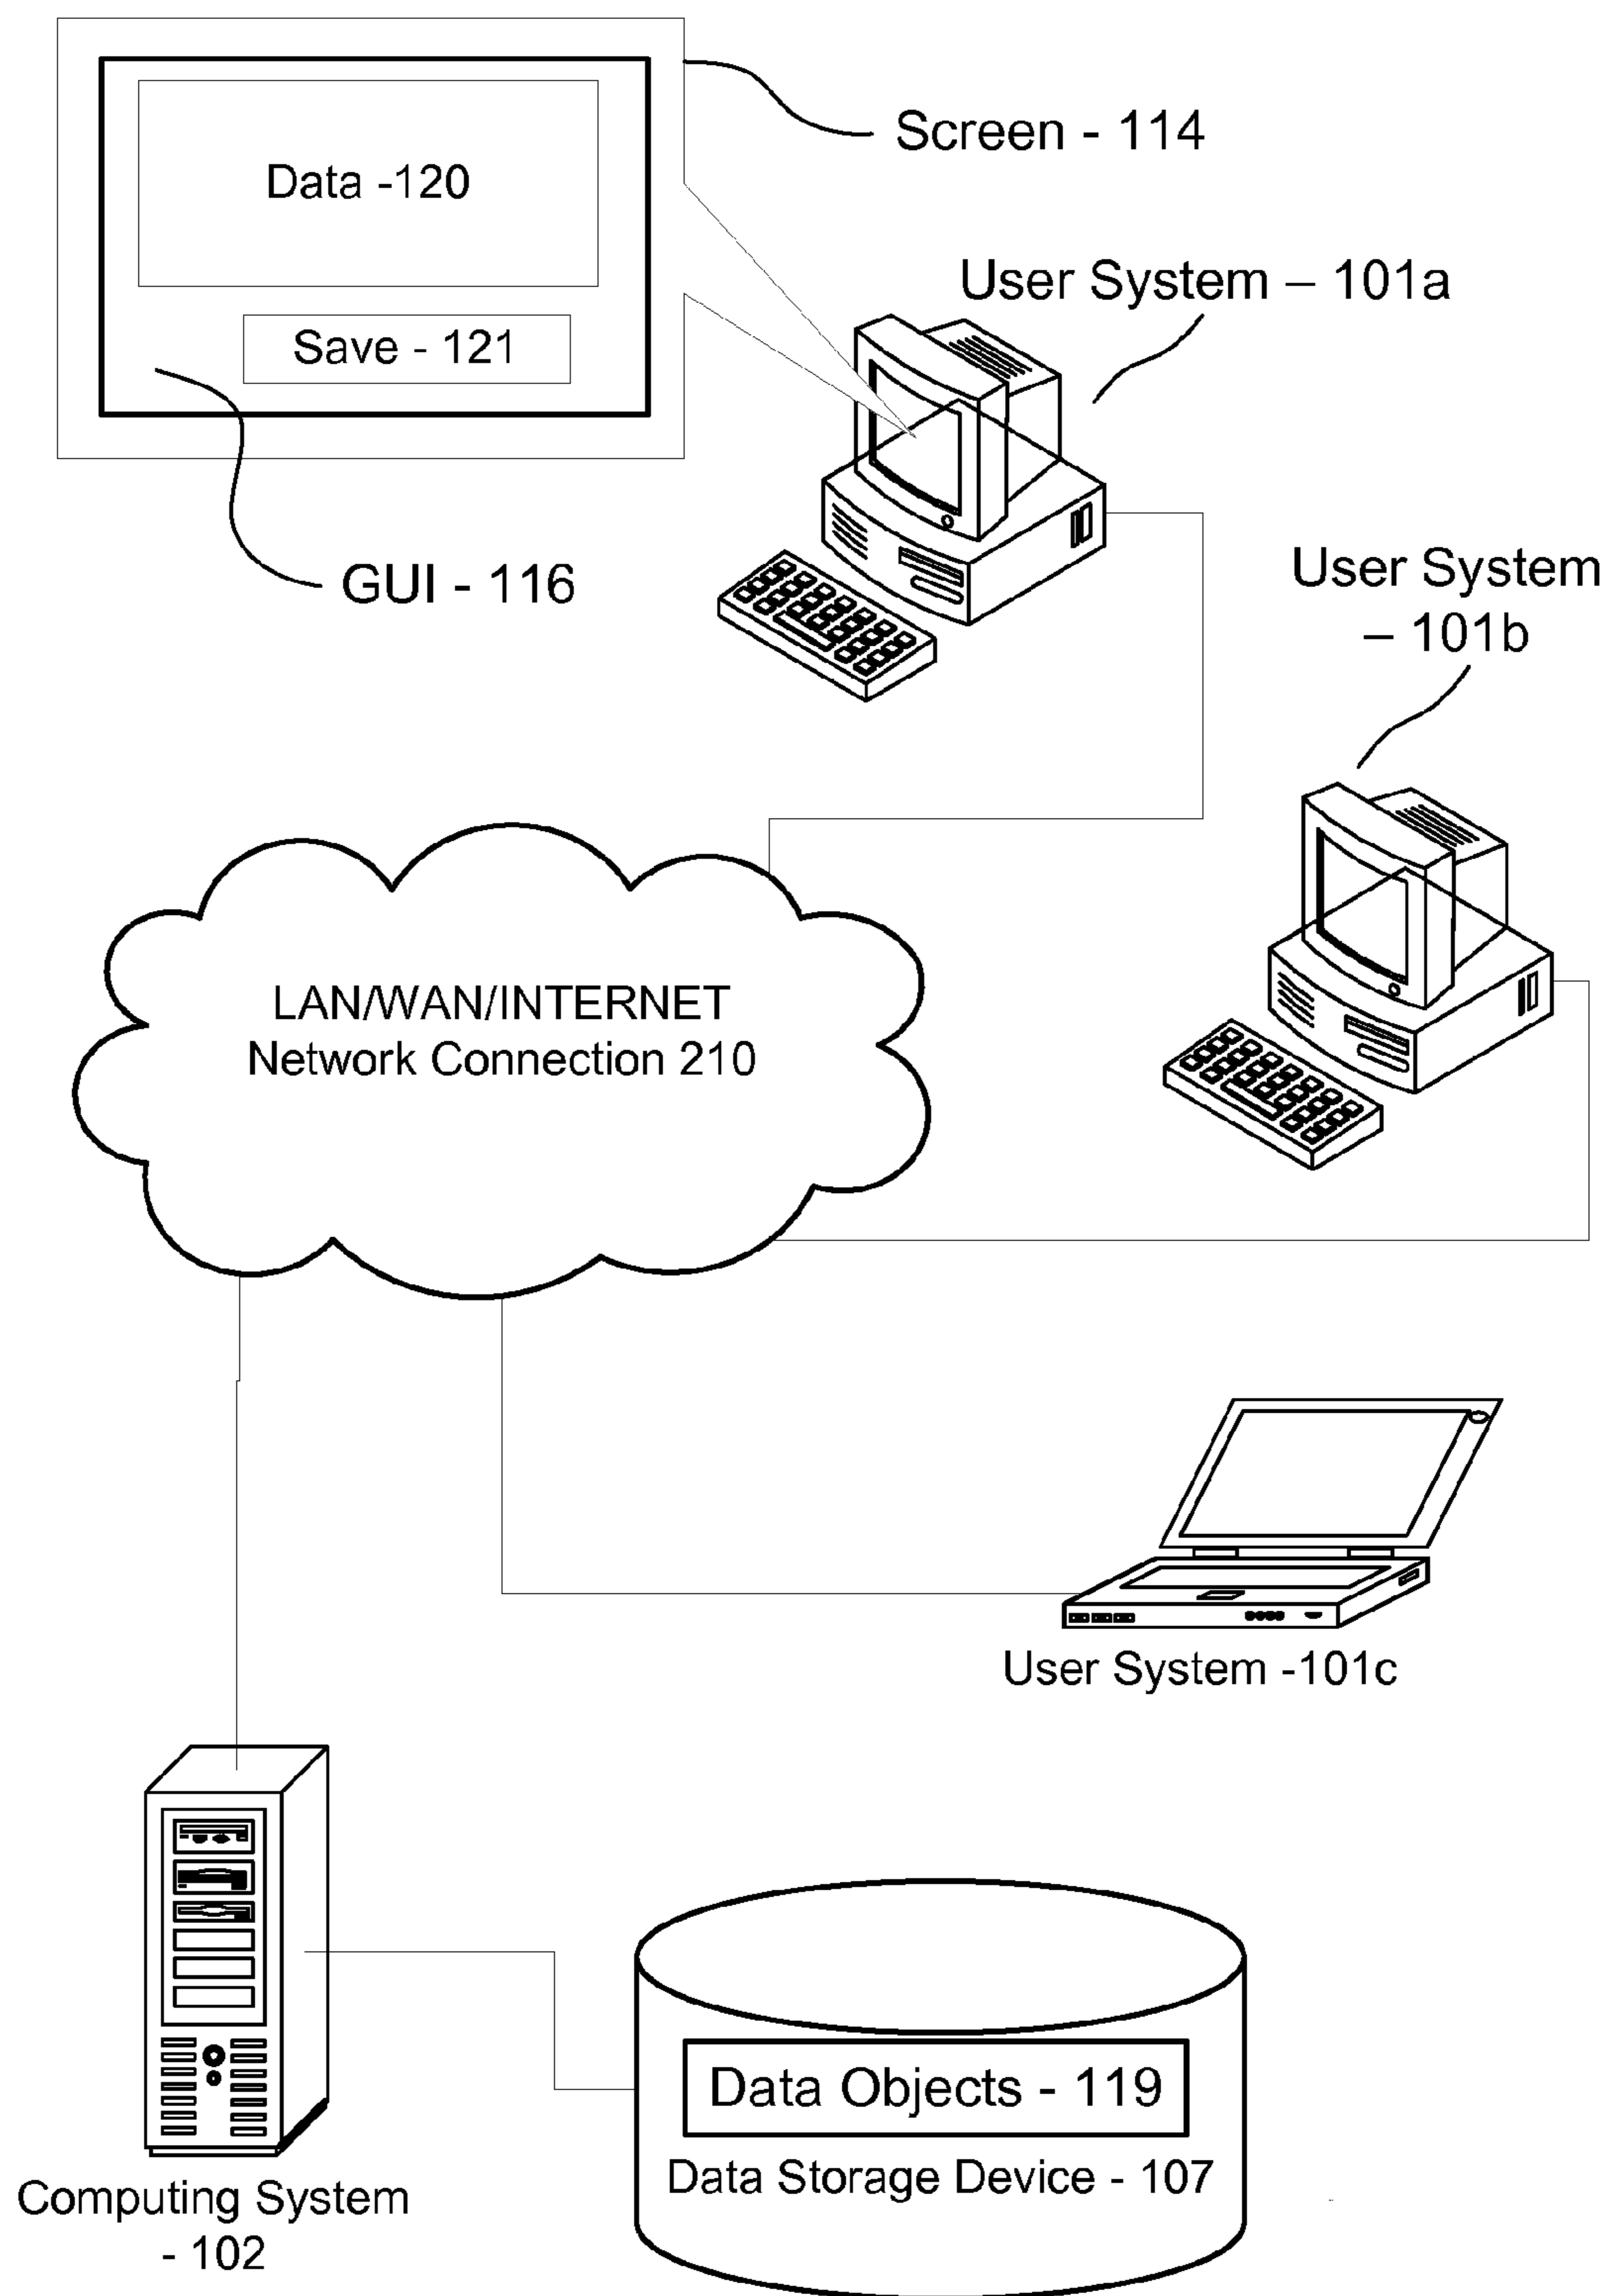 Screen - 114
Data -120
User System – 101a
Save - 121
User System
– 101b
GUI - 116
LAN/WAN/INTERNET
Network Connection 210
User System -101c
Data Objects - 119
Data Storage Device - 107
Computing System
- 102